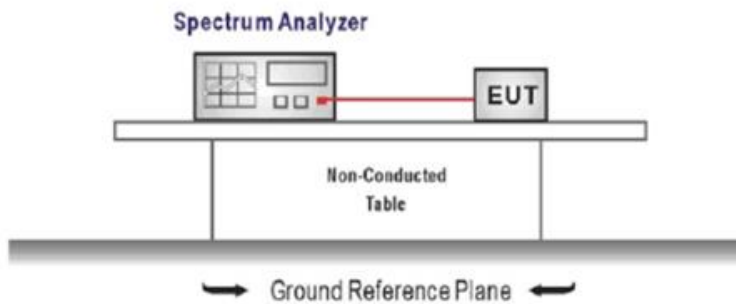 Spectrum Analyzer
EUT
Non-Conducted
Table
Ground Reference Plane